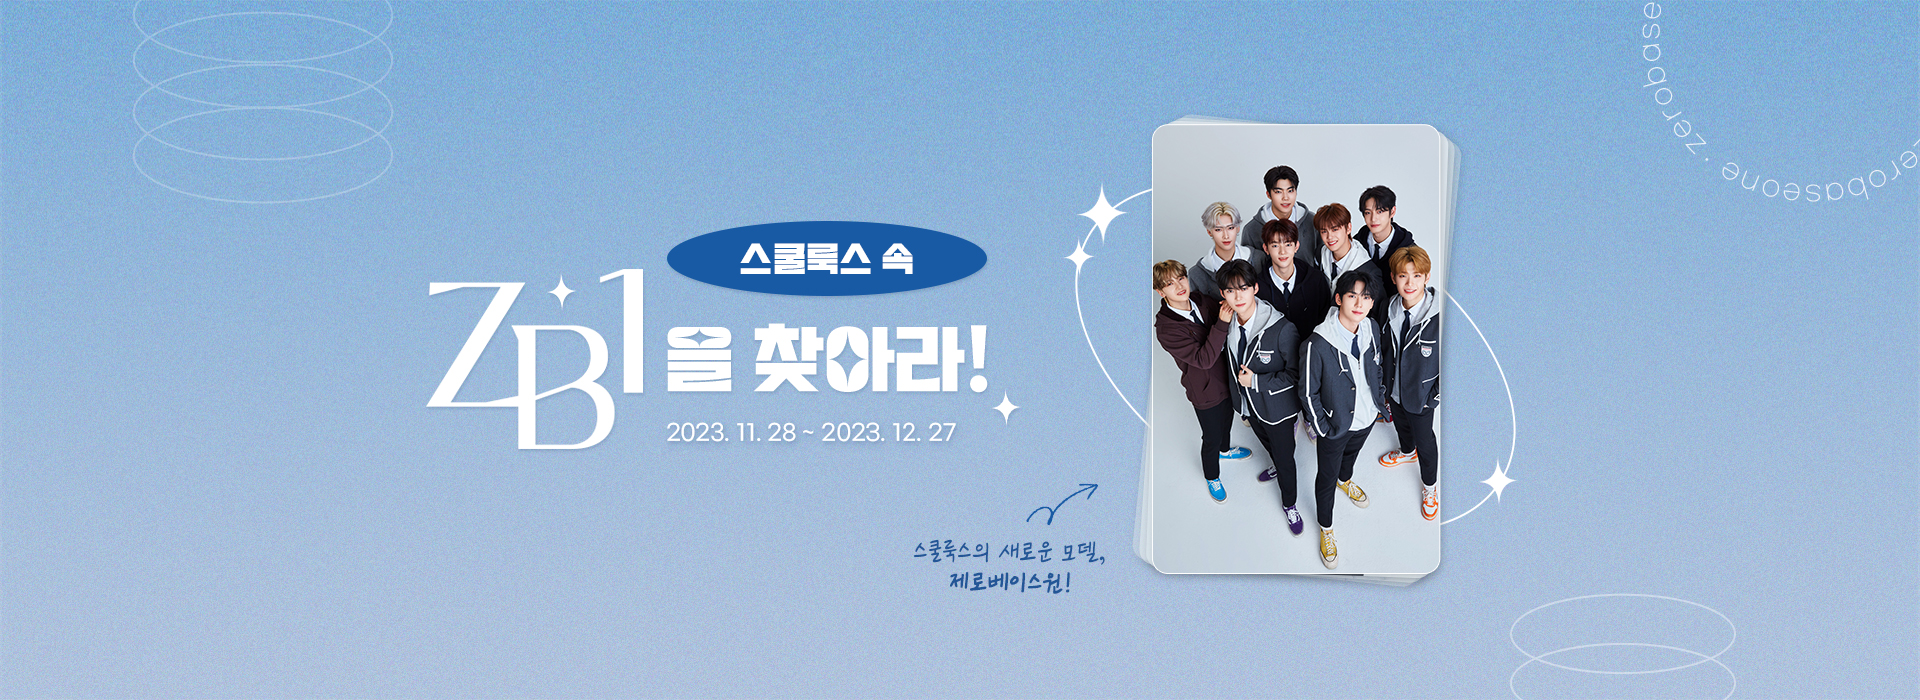 스쿨룩스 속
ZB1을 찾아라!
2023. 11. 28 ~ 2023. 12. 27
스쿨룩스의 새로운 모델,
제로베이스원!
zerobaseone · zerobase